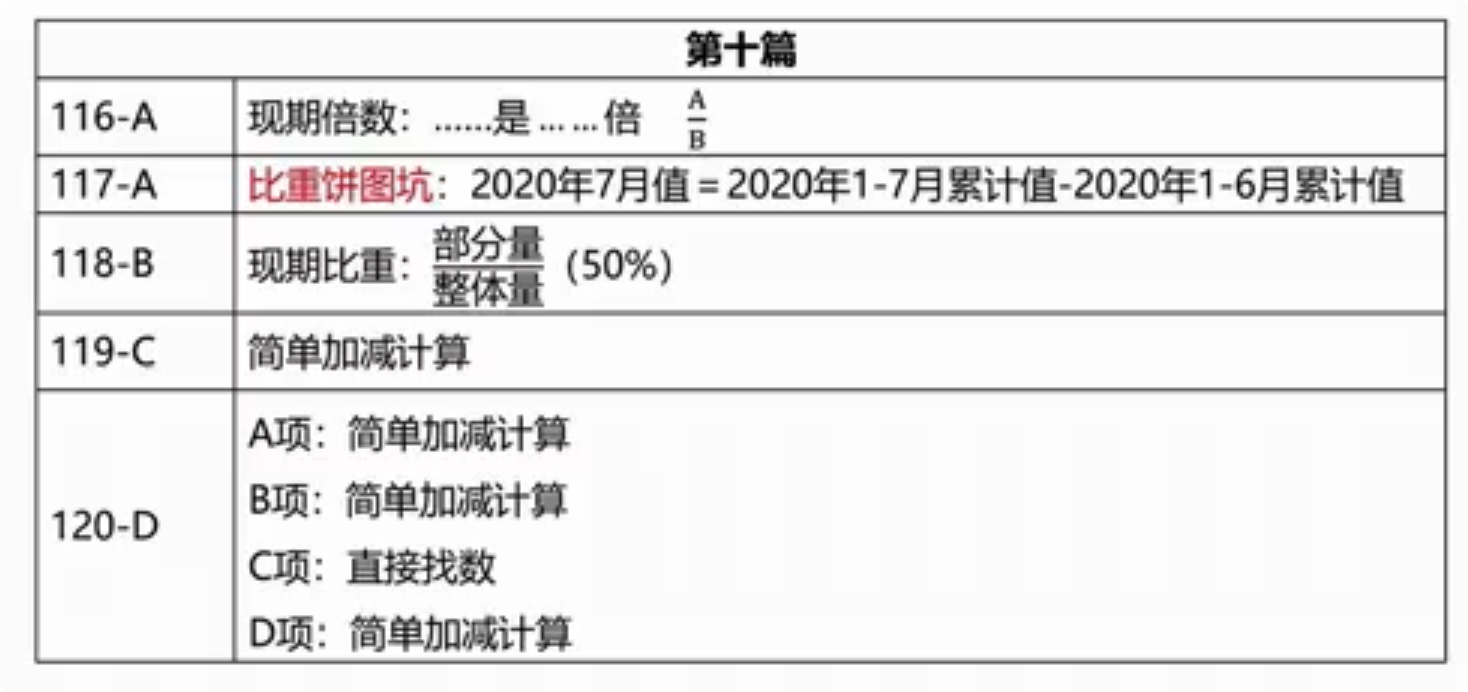 第十篇
116-A 现期倍数：……是……倍 A/B
117-A 比重饼图坑：2020年7月值=2020年1-7月累计值-2020年1-6月累计值
118-B 现期比重：部分量/整体量（50%）
119-C 简单加减计算
120-D
A项：简单加减计算
B项：简单加减计算
C项：直接找数
D项：简单加减计算